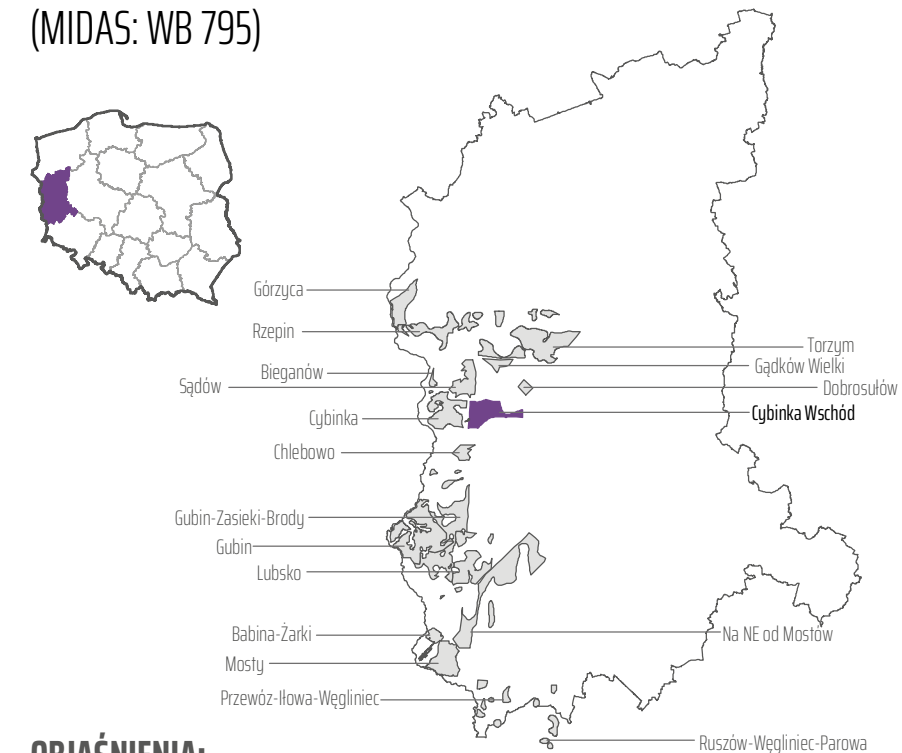 (MIDAS: WB 795)
Górzyca
Rzepin
Torzym
Gądków Wielki
Bieganów
Sądów
Dobrosułów
Cybinka
Cybinka Wschód
Chlebowo
Gubin-Zasieki-Brody
Gubin
Lubsko
Babina-Żarki
Na NE od Mostów
Mosty
Przewóz-Iłowa-Węgliniec
Ruszów-Węgliniec-Parowa
OBJAŚNIENIA: